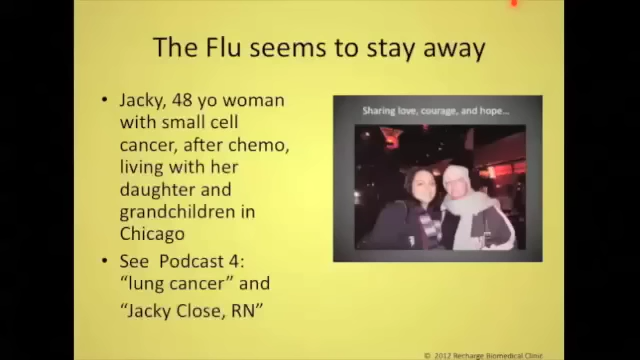 The Flu seems to stay away
• Jacky, 48 yo woman
with small cell
cancer, after chemo,
living with her
daughter and
grandchildren in
Chicago
• See Podcast 4:
“lung cancer” and
“Jacky Close, RN”
Sharing love, courage, and hope...
© 2012 Recharge Biomedical Clinic